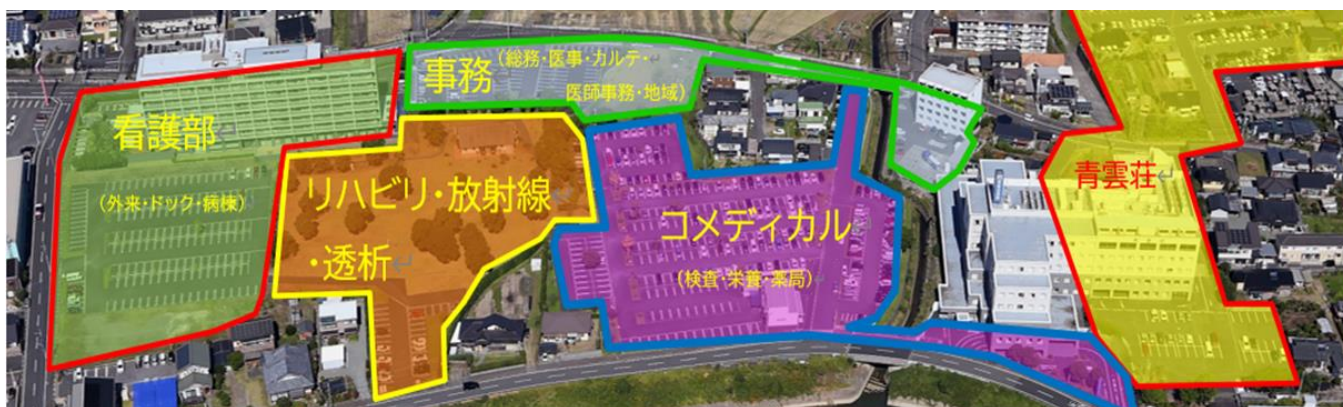 看護部↵
(外来・ドック・病棟)
事務
(総務・医事・カルテ・
医師事務・地域)
リハビリ・放射線↵
・透析↵
コメディカル↵
(検査・栄養・薬局)
青雲荘↵